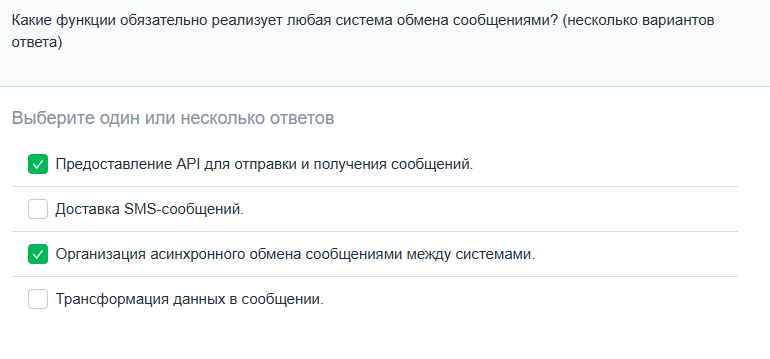 Какие функции обязательно реализует любая система обмена сообщениями? (несколько вариантов
ответа)
Выберите один или несколько ответов
Предоставление API для отправки и получения сообщений.
Доставка SMS-сообщений.
Организация асинхронного обмена сообщениями между системами.
Трансформация данных в сообщении.